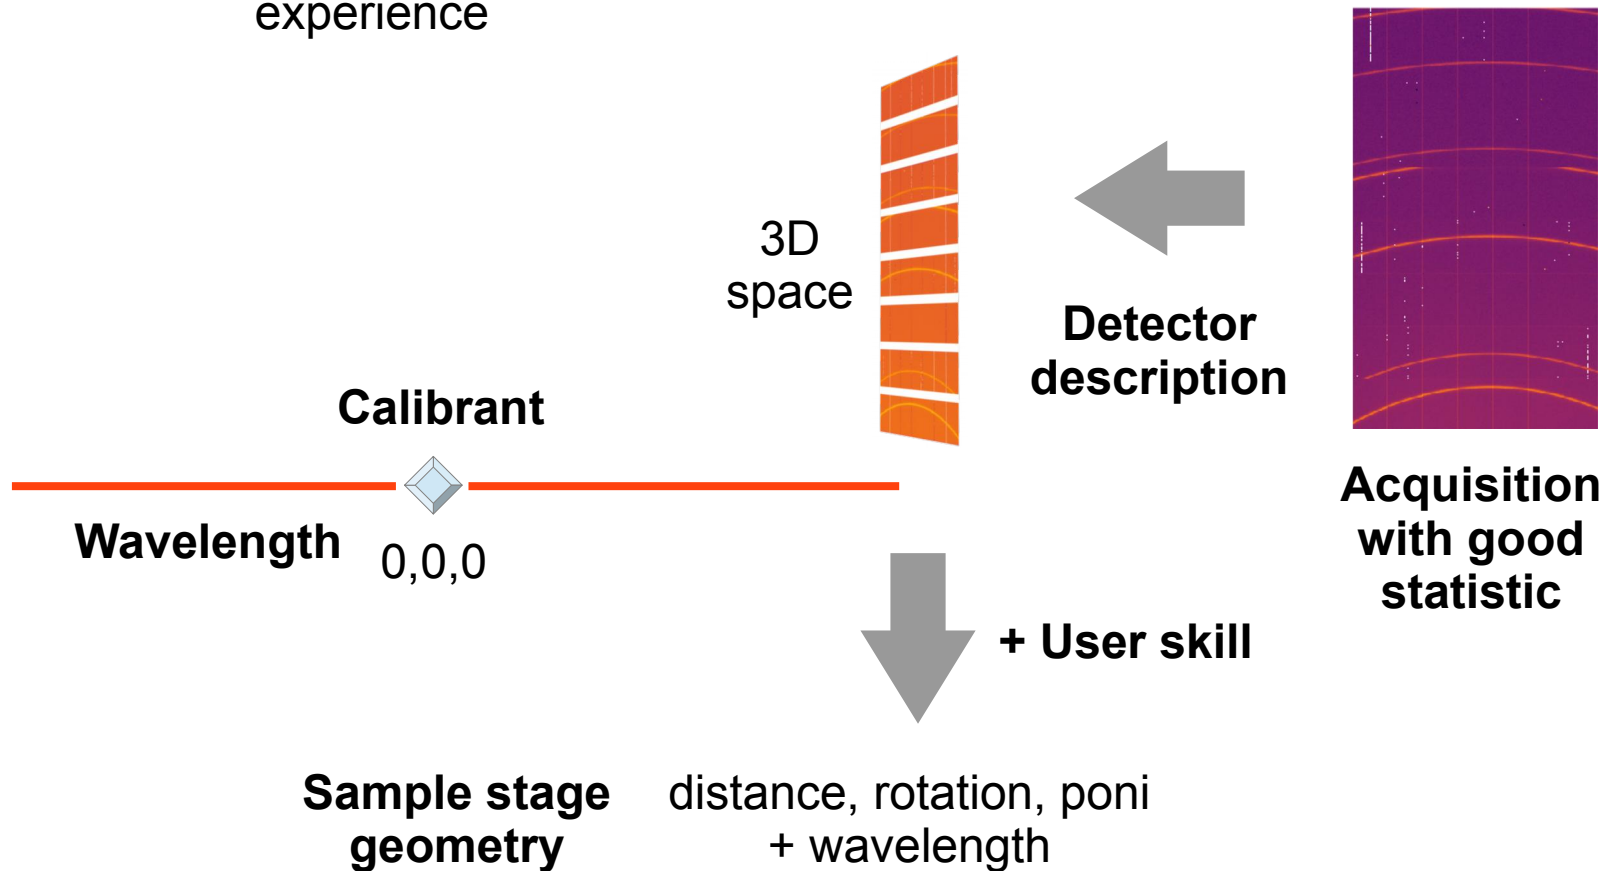 experience
3D
space
Detector
description
Calibrant
Wavelength
0,0,0
Acquisition
with good
statistic
+ User skill
Sample stage
geometry
distance, rotation, poni
+ wavelength